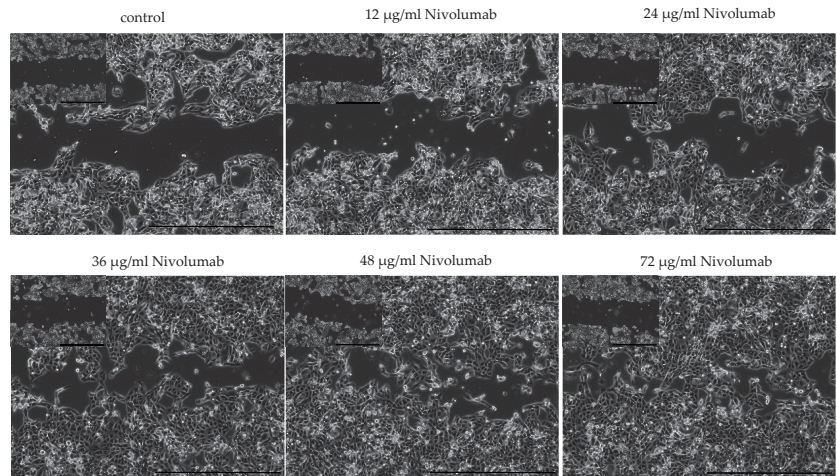 control
12 µg/ml Nivolumab
24 µg/ml Nivolumab
36 µg/ml Nivolumab
48 µg/ml Nivolumab
72 µg/ml Nivolumab